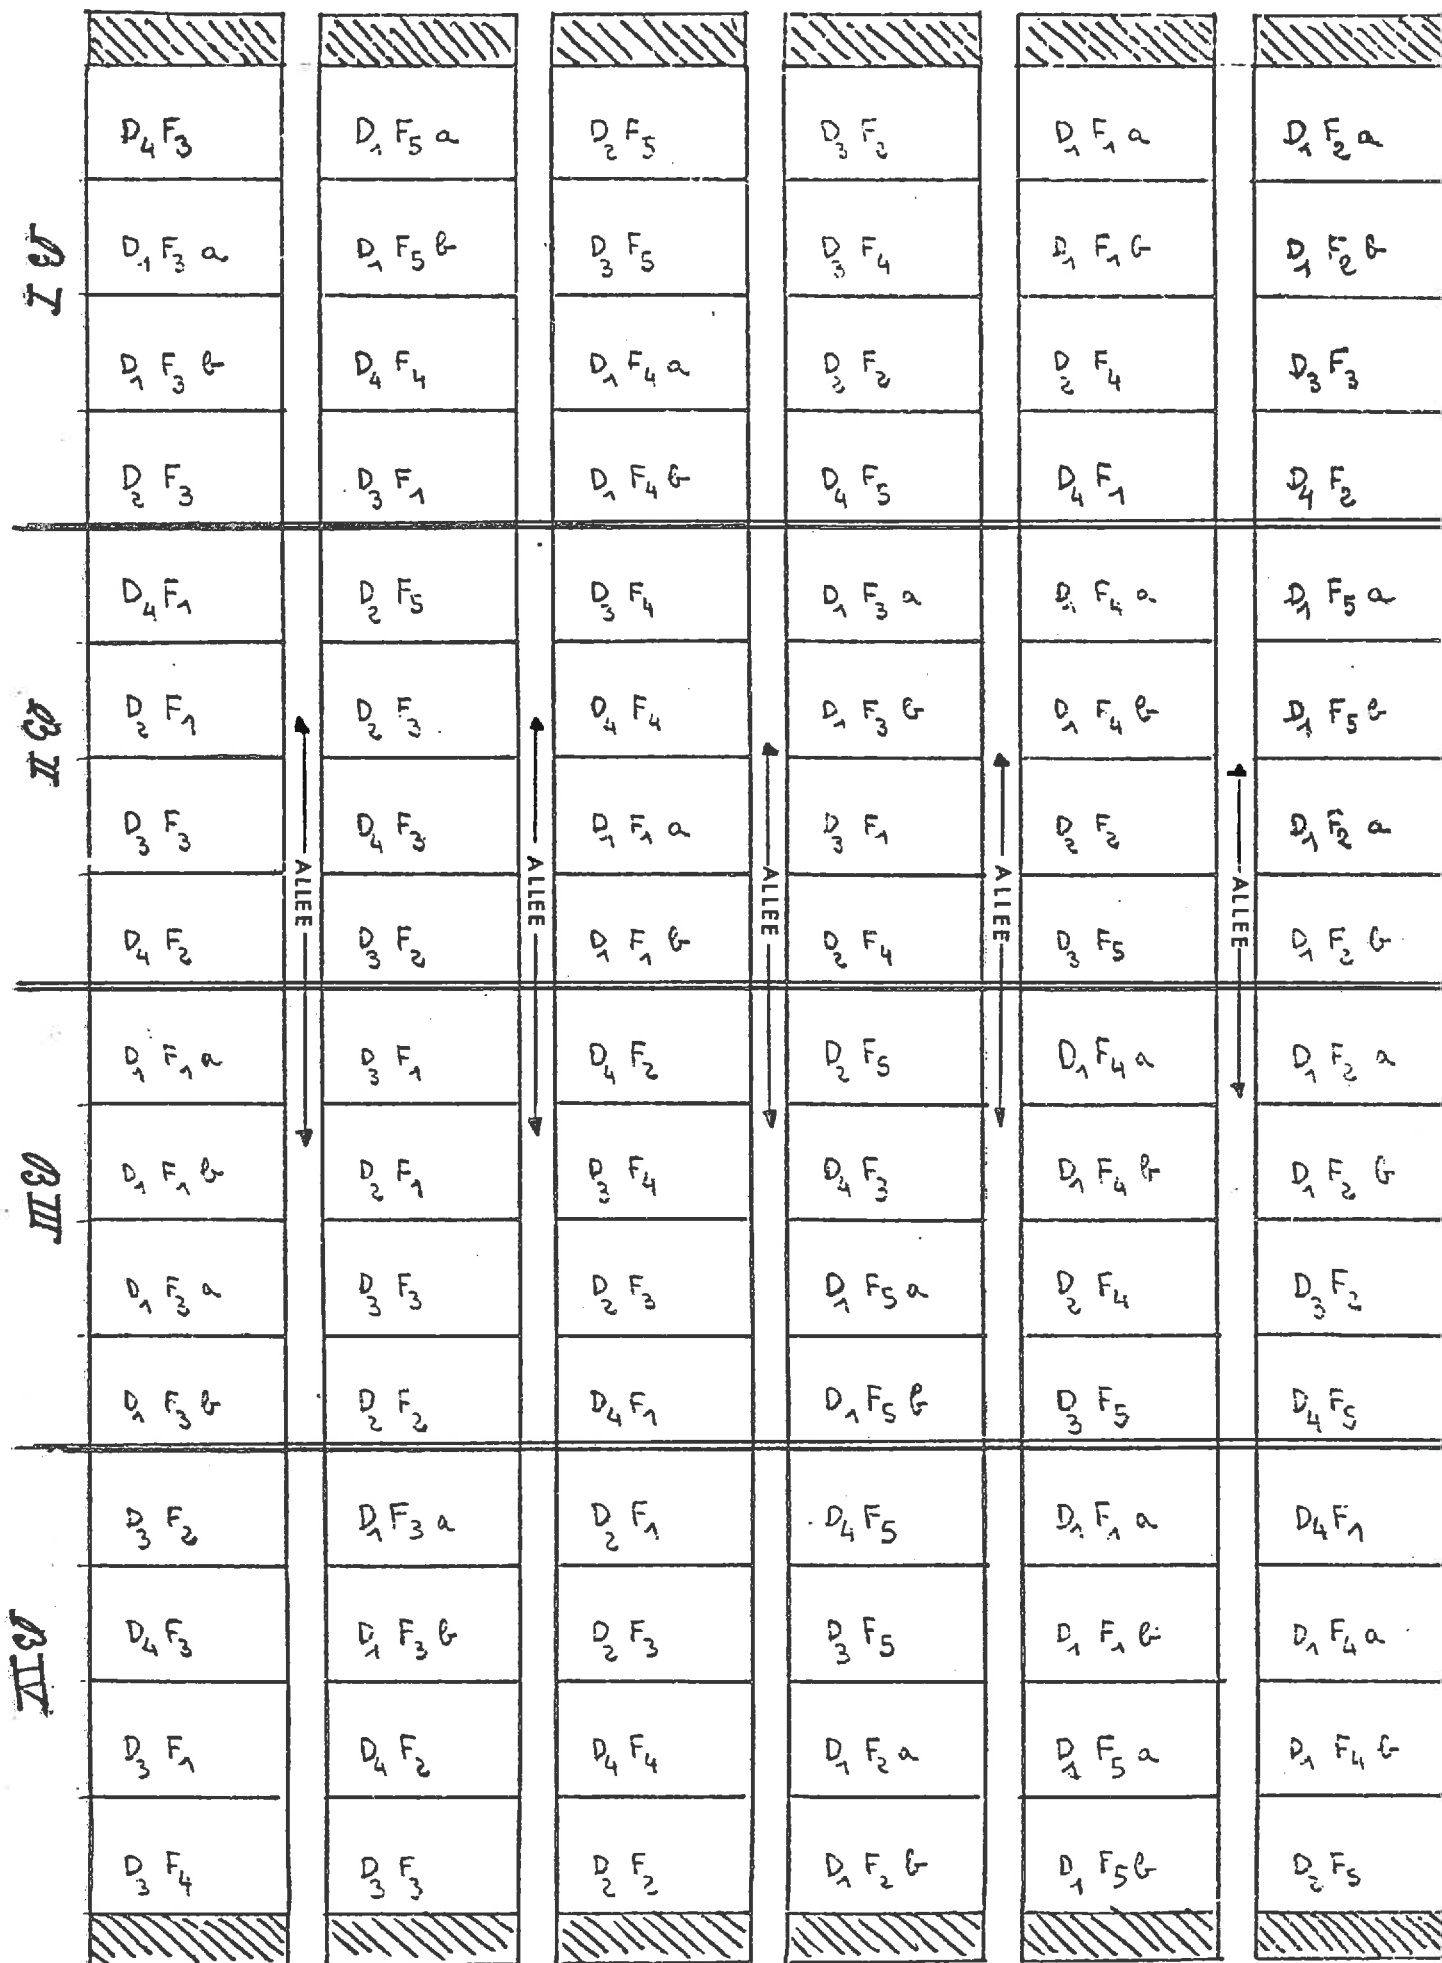 D₄ F₃ D₁ F₅ a D₂ F₅ D₃ F₂ D₁ F₁ a D₁ F₂ a
B I
D₁ F₃ a D₁ F₅ b D₃ F₅ D₃ F₄ D₁ F₁ b D₁ F₂ b
D₁ F₃ b D₄ F₄ D₁ F₄ a D₂ F₂ D₂ F₄ D₃ F₃
D₂ F₃ D₃ F₁ D₁ F₄ b D₄ F₅ D₄ F₁ D₄ F₂
D₄ F₁ D₂ F₅ D₃ F₄ D₁ F₃ a D₁ F₄ a D₁ F₅ a
B II
D₂ F₁ D₂ F₃ D₄ F₄ D₁ F₃ b D₁ F₄ b D₁ F₅ b
D₃ F₃ D₄ F₃ D₁ F₁ a D₃ F₁ D₂ F₂ D₁ F₂ a
ALLEE ALLEE ALLEE ALLEE ALLEE
D₄ F₂ D₃ F₂ D₁ F₁ b D₂ F₄ D₃ F₅ D₁ F₂ b
D₁ F₁ a D₃ F₁ D₄ F₂ D₂ F₅ D₁ F₄ a D₁ F₂ a
B III
D₁ F₁ b D₂ F₁ D₃ F₄ D₄ F₃ D₁ F₄ b D₁ F₂ b
D₁ F₃ a D₃ F₃ D₂ F₃ D₁ F₅ a D₂ F₄ D₃ F₂
D₁ F₃ b D₂ F₂ D₄ F₁ D₁ F₅ b D₃ F₅ D₄ F₅
D₃ F₂ D₁ F₃ a D₂ F₁ D₄ F₅ D₁ F₁ a D₄ F₁
B IV
D₄ F₃ D₁ F₃ b D₂ F₃ D₃ F₅ D₁ F₁ b D₁ F₄ a
D₃ F₁ D₄ F₂ D₄ F₄ D₁ F₂ a D₁ F₅ a D₁ F₄ b
D₃ F₄ D₃ F₃ D₂ F₂ D₁ F₂ b D₁ F₅ b D₂ F₅